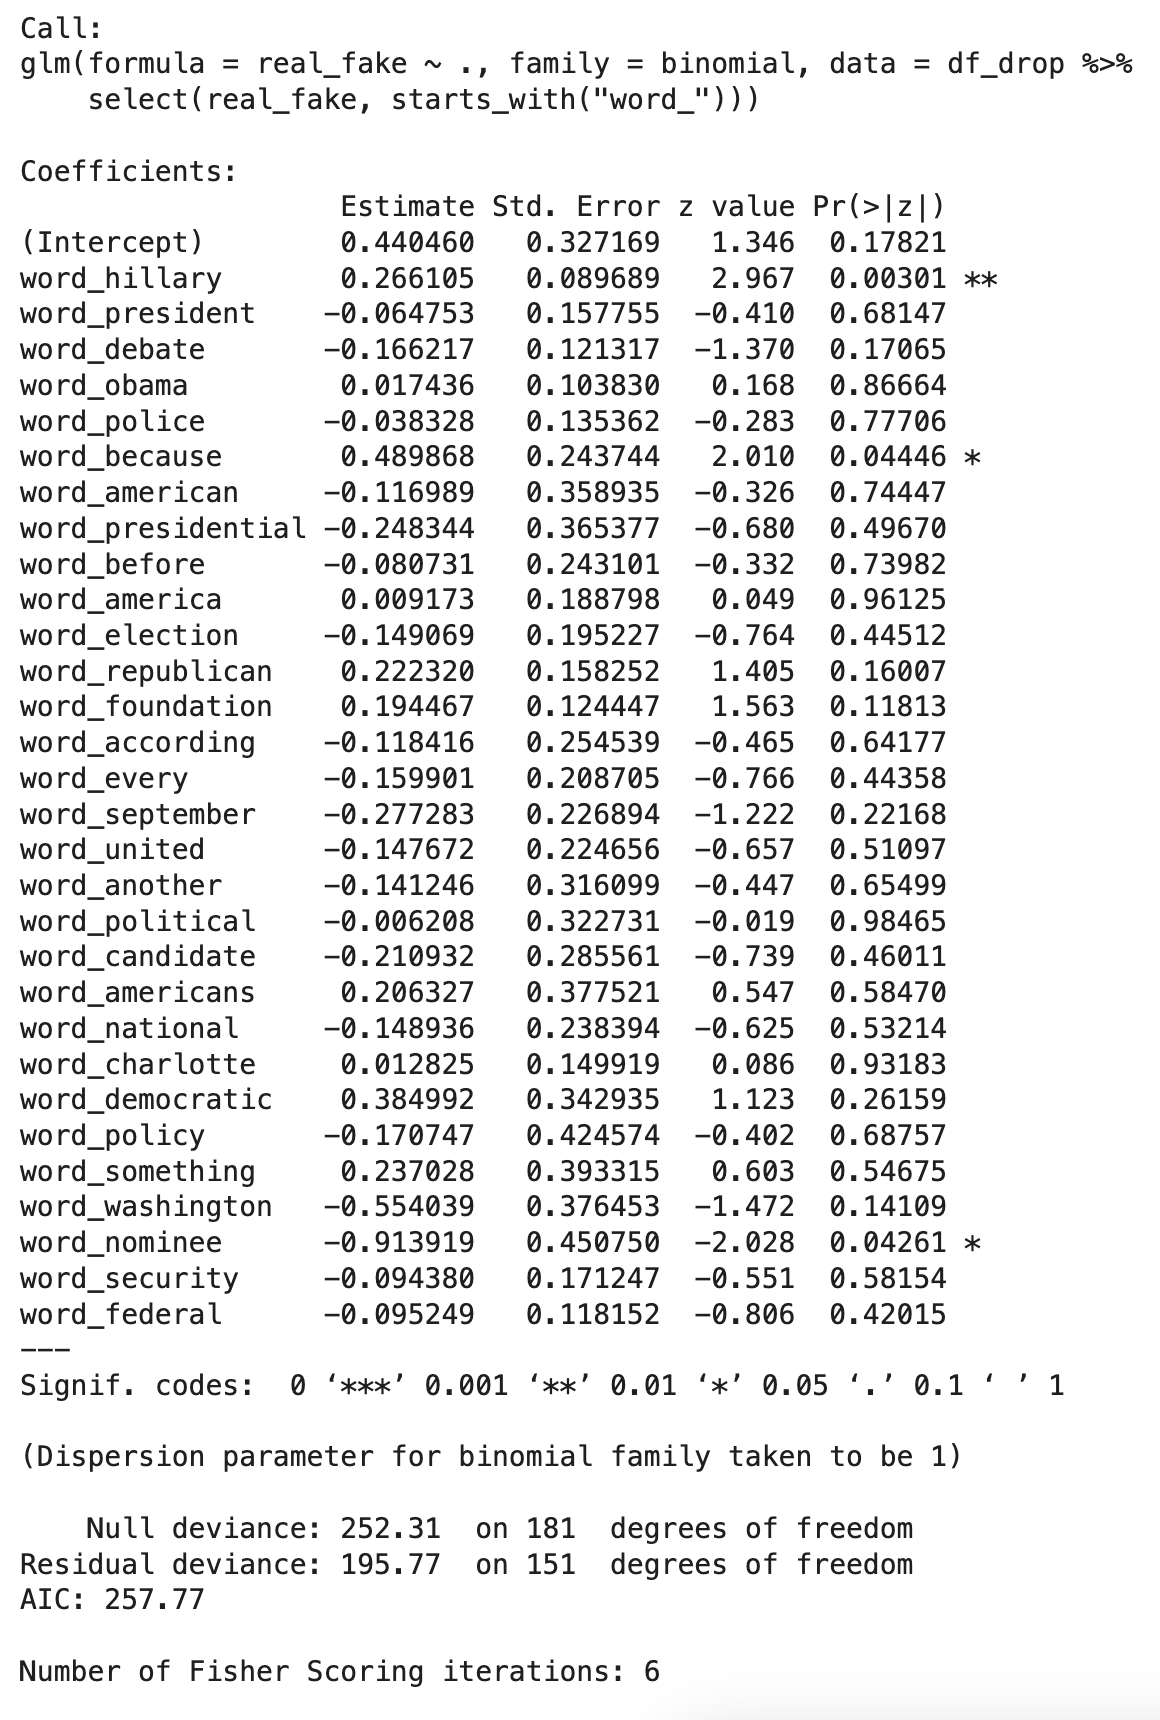 Call:
glm(formula = real_fake ~ ., family = binomial, data = df_drop %>%
    select(real_fake, starts_with("word_")))

Coefficients:
                   Estimate Std. Error z value Pr(>|z|)
(Intercept)        0.440460   0.327169   1.346  0.17821
word_hillary       0.266105   0.089689   2.967  0.00301 **
word_president    −0.064753   0.157755  −0.410  0.68147
word_debate       −0.166217   0.121317  −1.370  0.17065
word_obama         0.017436   0.103830   0.168  0.86664
word_police       −0.038328   0.135362  −0.283  0.77706
word_because       0.489868   0.243744   2.010  0.04446 *
word_american     −0.116989   0.358935  −0.326  0.74447
word_presidential −0.248344   0.365377  −0.680  0.49670
word_before       −0.080731   0.243101  −0.332  0.73982
word_america       0.009173   0.188798   0.049  0.96125
word_election     −0.149069   0.195227  −0.764  0.44512
word_republican    0.222320   0.158252   1.405  0.16007
word_foundation    0.194467   0.124447   1.563  0.11813
word_according    −0.118416   0.254539  −0.465  0.64177
word_every        −0.159901   0.208705  −0.766  0.44358
word_september    −0.277283   0.226894  −1.222  0.22168
word_united       −0.147672   0.224656  −0.657  0.51097
word_another      −0.141246   0.316099  −0.447  0.65499
word_political    −0.006208   0.322731  −0.019  0.98465
word_candidate    −0.210932   0.285561  −0.739  0.46011
word_americans     0.206327   0.377521   0.547  0.58470
word_national     −0.148936   0.238394  −0.625  0.53214
word_charlotte     0.012825   0.149919   0.086  0.93183
word_democratic    0.384992   0.342935   1.123  0.26159
word_policy       −0.170747   0.424574  −0.402  0.68757
word_something     0.237028   0.393315   0.603  0.54675
word_washington   −0.554039   0.376453  −1.472  0.14109
word_nominee      −0.913919   0.450750  −2.028  0.04261 *
word_security     −0.094380   0.171247  −0.551  0.58154
word_federal      −0.095249   0.118152  −0.806  0.42015
−−−
Signif. codes:  0 ‘***’ 0.001 ‘**’ 0.01 ‘*’ 0.05 ‘.’ 0.1 ‘ ’ 1

(Dispersion parameter for binomial family taken to be 1)

    Null deviance: 252.31  on 181  degrees of freedom
Residual deviance: 195.77  on 151  degrees of freedom
AIC: 257.77

Number of Fisher Scoring iterations: 6